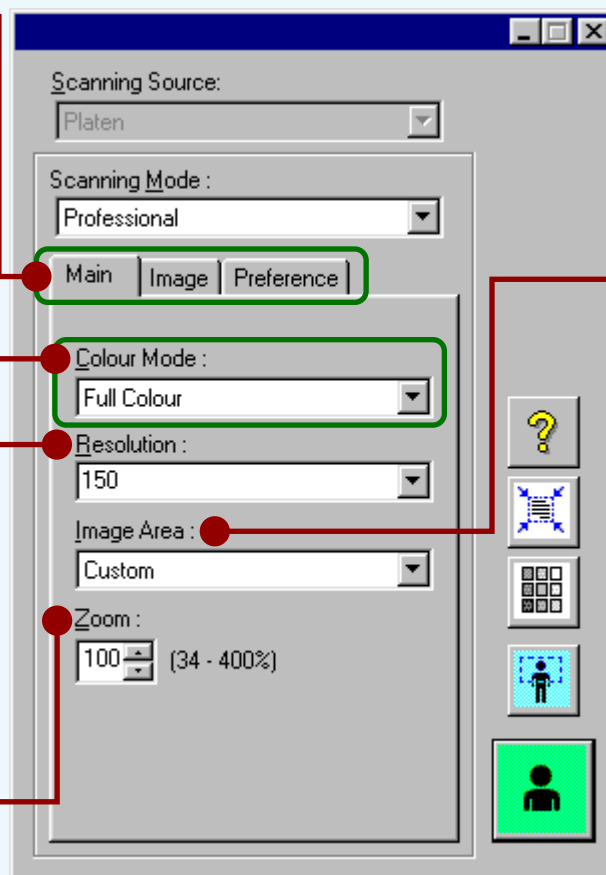 Scanning Source:
Platen
Scanning Mode :
Professional
Main Image Preference
Colour Mode :
Full Colour
Resolution :
150
Image Area :
Custom
Zoom :
100 (34 - 400%)